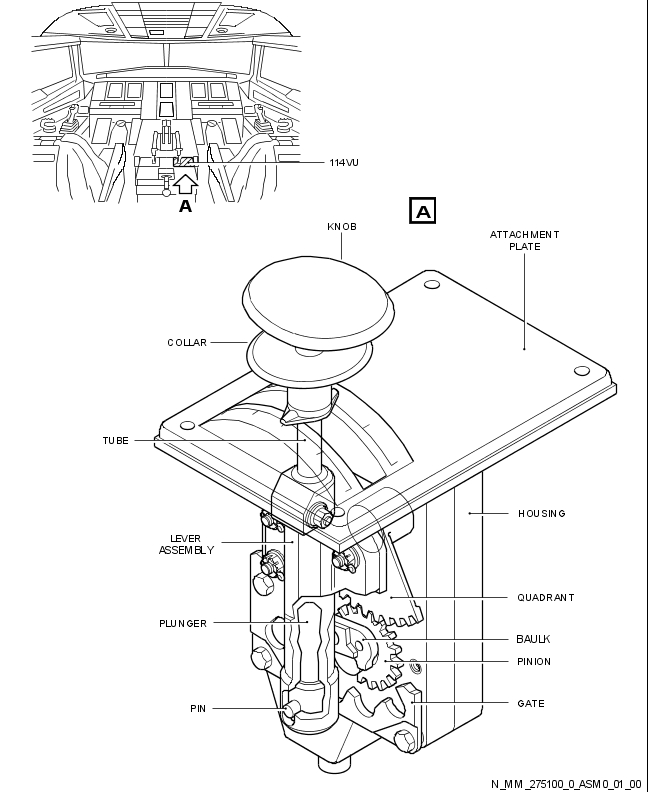 114VU
A
A
KNOB
ATTACHMENT
PLATE
COLLAR
TUBE
HOUSING
LEVER
ASSEMBLY
QUADRANT
PLUNGER
BAULK
PINION
GATE
PIN
N_MM_275100_0_ASM0_01_00